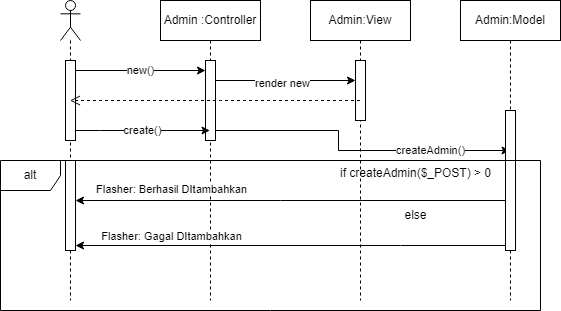 Admin :Controller
Admin:View
Admin:Model
new()
render new
create()
createAdmin()
alt
if createAdmin($_POST) > 0
Flasher: Berhasil DItambahkan
else
Flasher: Gagal DItambahkan